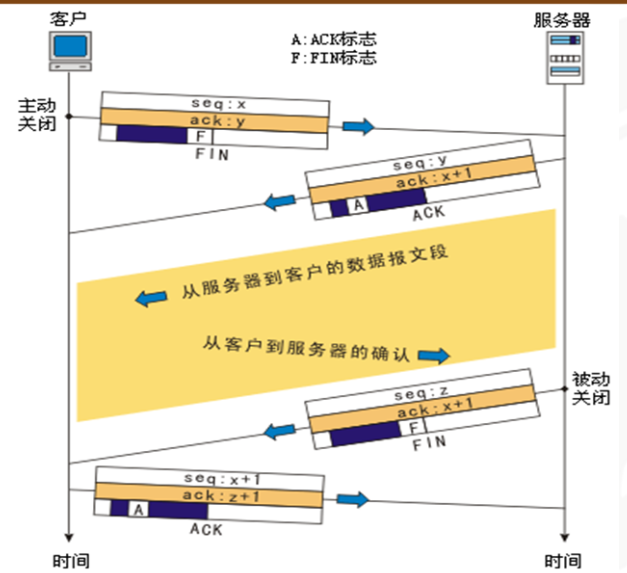 客户
服务器
A:ACK标志
F:FIN标志
主动
关闭
seq:x
ack:y
F
FIN
seq:y
ack:x+1
A
ACK
从服务器到客户的数据报文段
从客户到服务器的确认
被动
关闭
seq:z
ack:x+1
F
FIN
seq:x+1
ack:z+1
A
ACK
时间
时间